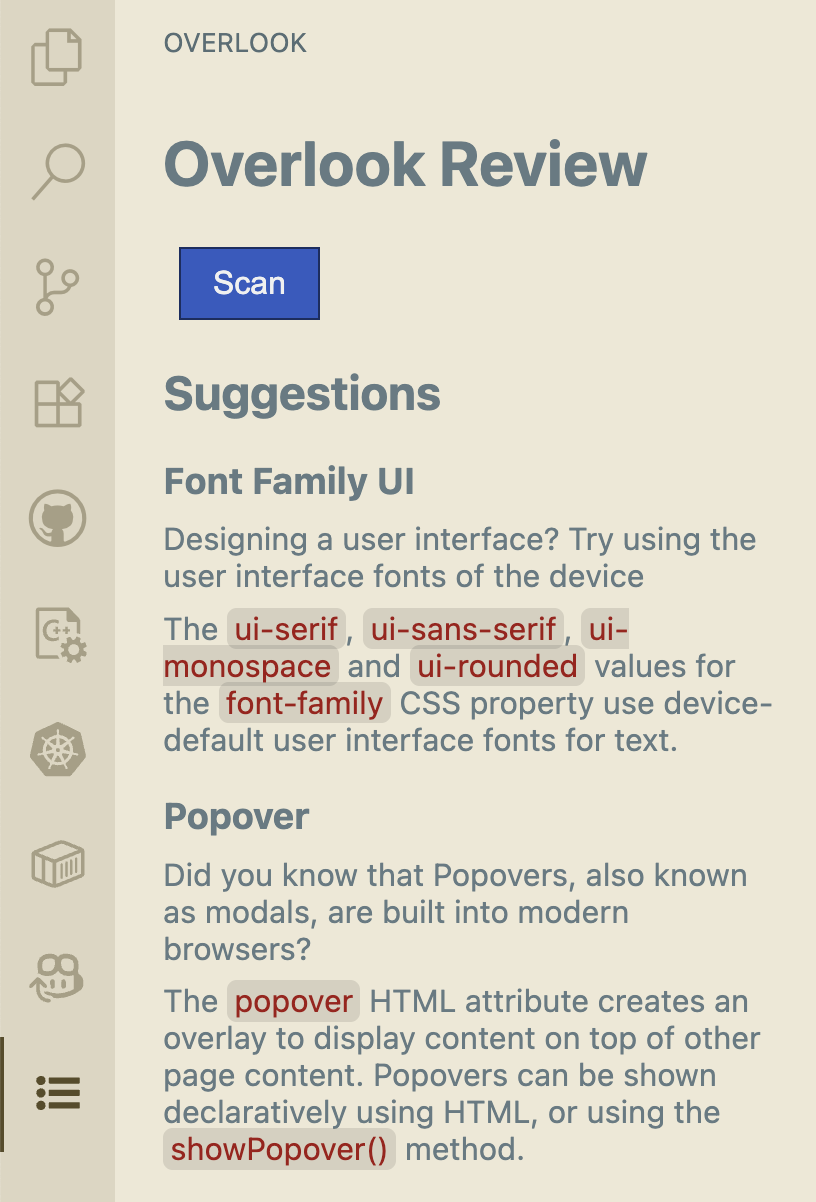 OVERLOOK
Overlook Review
Scan
Suggestions
Font Family UI
Designing a user interface? Try using the
user interface fonts of the device
The ui-serif, ui-sans-serif, ui-
monospace and ui-rounded values for
the font-family CSS property use device-
default user interface fonts for text.
Popover
Did you know that Popovers, also known
as modals, are built into modern
browsers?
The popover HTML attribute creates an
overlay to display content on top of other
page content. Popovers can be shown
declaratively using HTML, or using the
showPopover() method.
C++